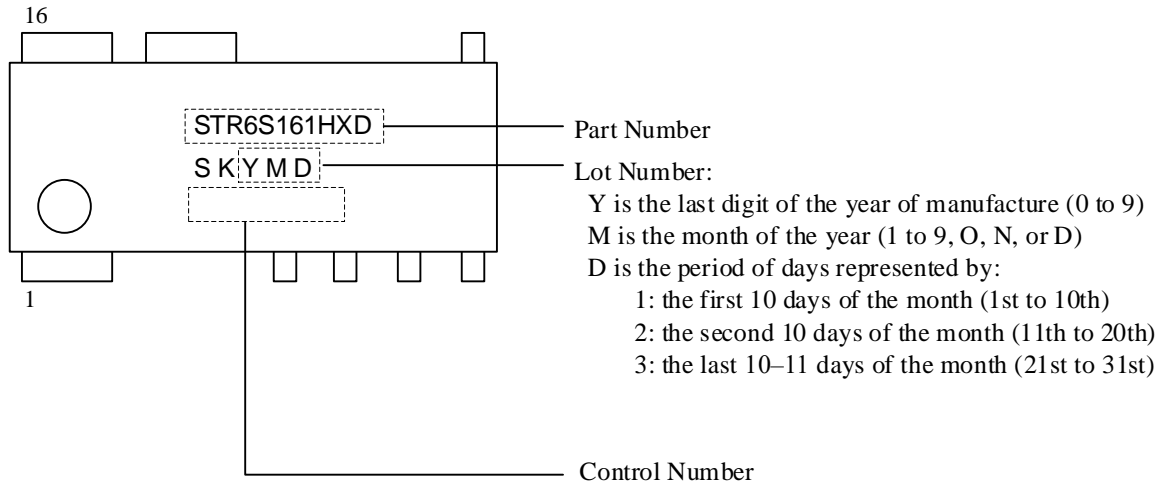 16
STR6S161HXD
S K Y M D
1
Part Number
Lot Number:
Y is the last digit of the year of manufacture (0 to 9)
M is the month of the year (1 to 9, O, N, or D)
D is the period of days represented by:
1: the first 10 days of the month (1st to 10th)
2: the second 10 days of the month (11th to 20th)
3: the last 10–11 days of the month (21st to 31st)
Control Number